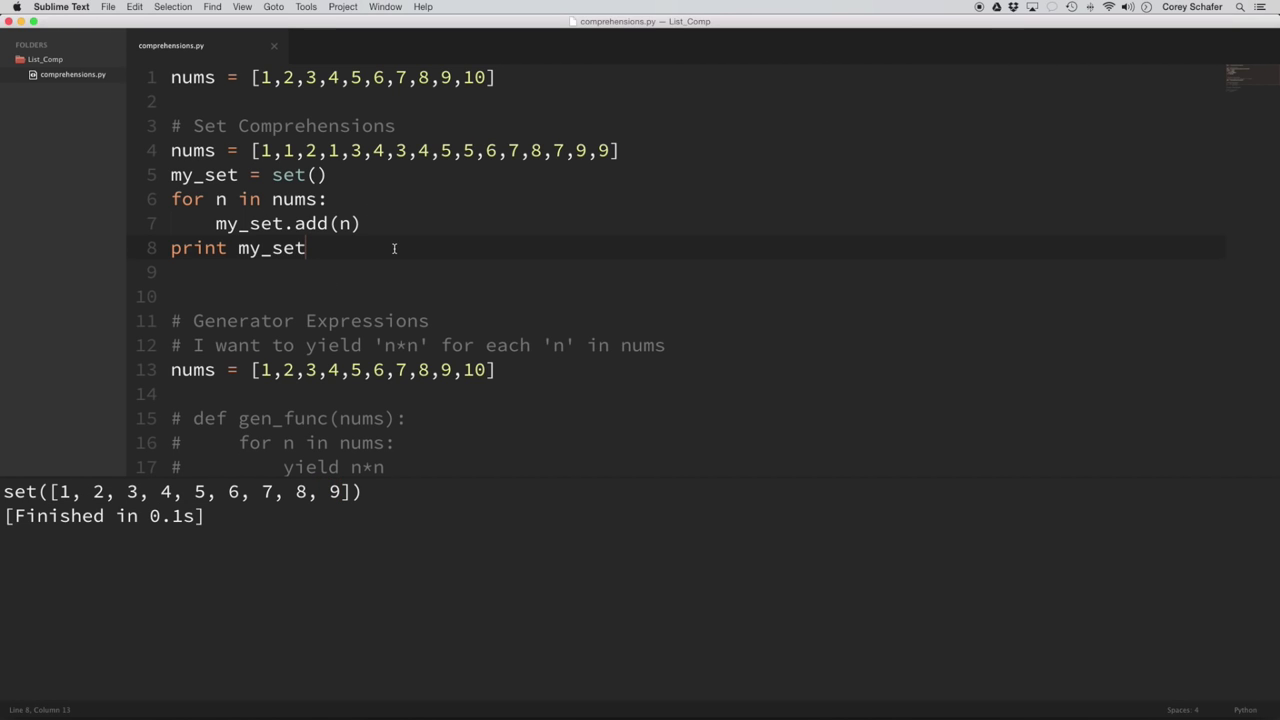 Sublime Text File Edit Selection Find View Goto Tools Project Window Help Corey Schafer
comprehensions.py — List_Comp
FOLDERS
List_Comp
comprehensions.py
comprehensions.py
1 nums = [1,2,3,4,5,6,7,8,9,10]
2
3 # Set Comprehensions
4 nums = [1,1,2,1,3,4,3,4,5,5,6,7,8,7,9,9]
5 my_set = set()
6 for n in nums:
7 my_set.add(n)
8 print my_set
9
10
11 # Generator Expressions
12 # I want to yield 'n*n' for each 'n' in nums
13 nums = [1,2,3,4,5,6,7,8,9,10]
14
15 # def gen_func(nums):
16 # for n in nums:
17 # yield n*n
set([1, 2, 3, 4, 5, 6, 7, 8, 9])
[Finished in 0.1s]
Line 8, Column 13 Spaces: 4 Python